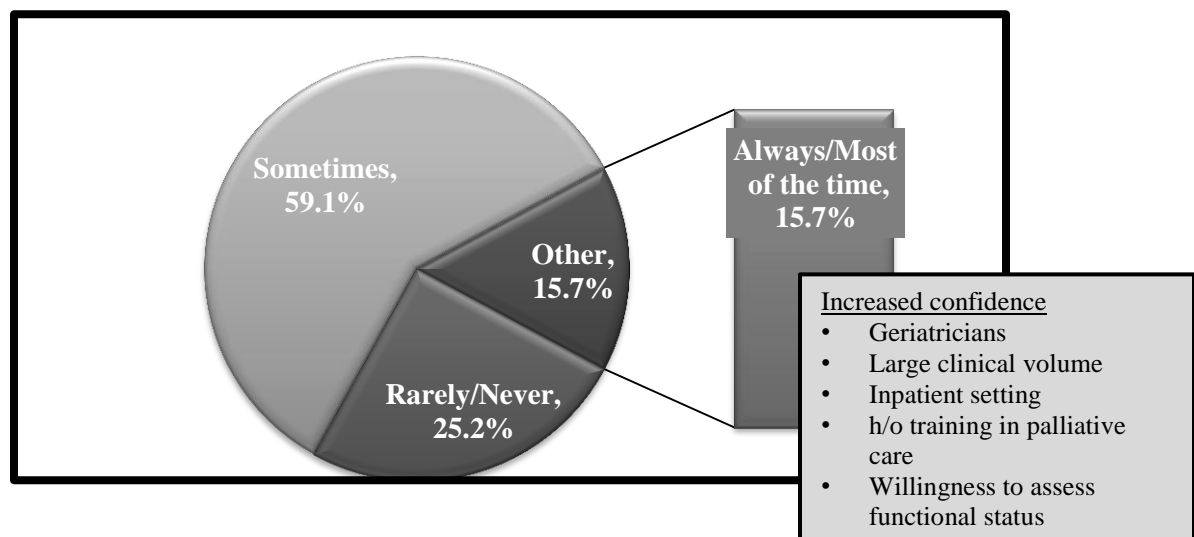 Sometimes,
59.1%
Other,
15.7%
Rarely/Never,
25.2%
Always/Most
of the time,
15.7%
Increased confidence
• Geriatricians
• Large clinical volume
• Inpatient setting
• h/o training in palliative
care
• Willingness to assess
functional status